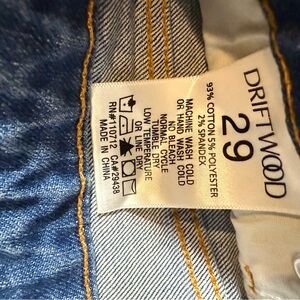 DRIFTWOOD
29
93% COTTON 5% POLYESTER
2% SPANDEX
MACHINE WASH COLD
OR HAND WASH COLD
NORMAL CYCLE
NO BLEACH
TUMBLE DRY
LOW TEMPERATURE
OR LINE DRY
RN#110712 CA#29438
MADE IN
CHINA